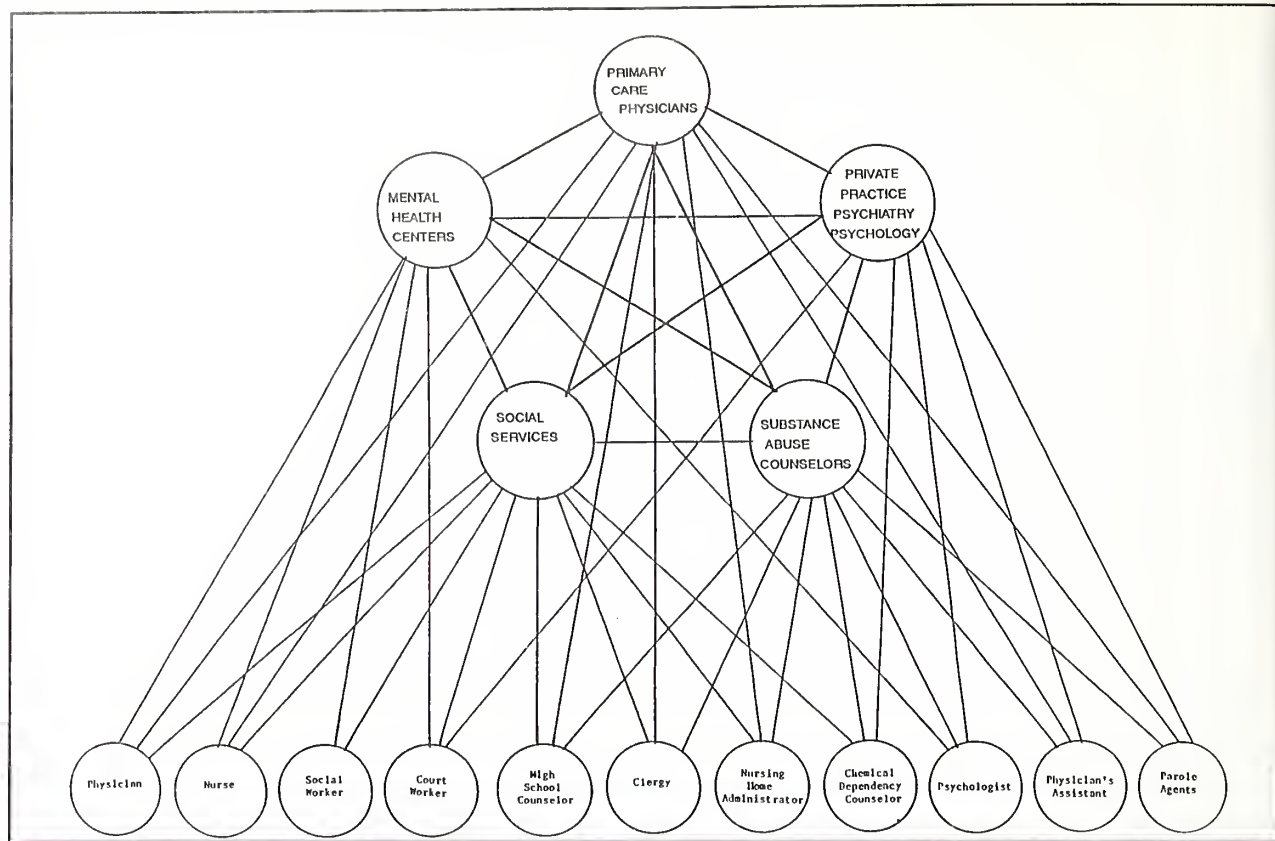 PRIMARY
CARE
PHYSICIANS
MENTAL
HEALTH
CENTERS
PRIVATE
PRACTICE
PSYCHIATRY
PSYCHOLOGY
SOCIAL
SERVICES
SUBSTANCE
ABUSE
COUNSELORS
Physician
Nurse
Social
Worker
Court
Worker
High
School
Counselor
Clergy
Nursing
Home
Administrator
Chemical
Dependency
Counselor
Psychologist
Physician's
Assistant
Parole
Agents